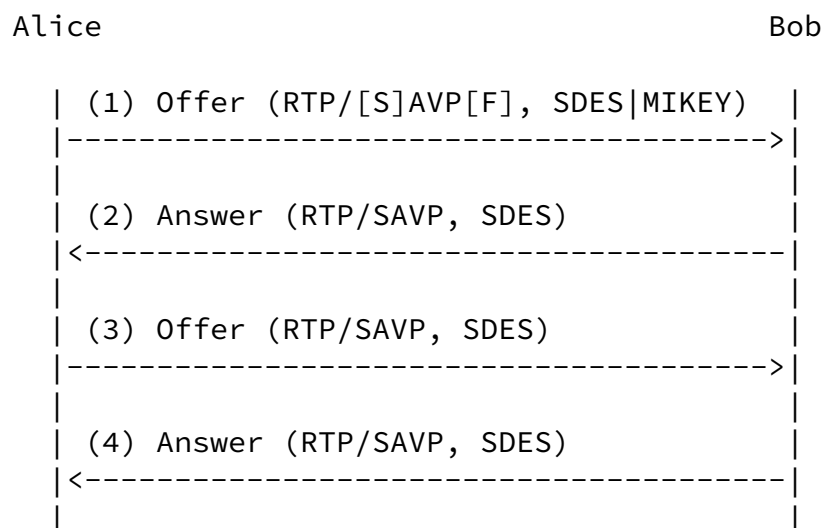 Alice Bob
(1) Offer (RTP/[S]AVP[F], SDES|MIKEY)
(2) Answer (RTP/SAVP, SDES)
(3) Offer (RTP/SAVP, SDES)
(4) Answer (RTP/SAVP, SDES)